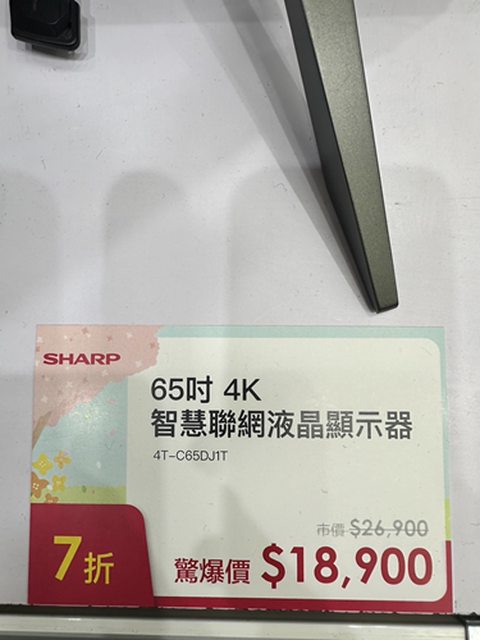 SHARP
65吋 4K
智慧聯網液晶顯示器
4T-C65DJ1T
市價 $26,900
7折
驚爆價 $18,900